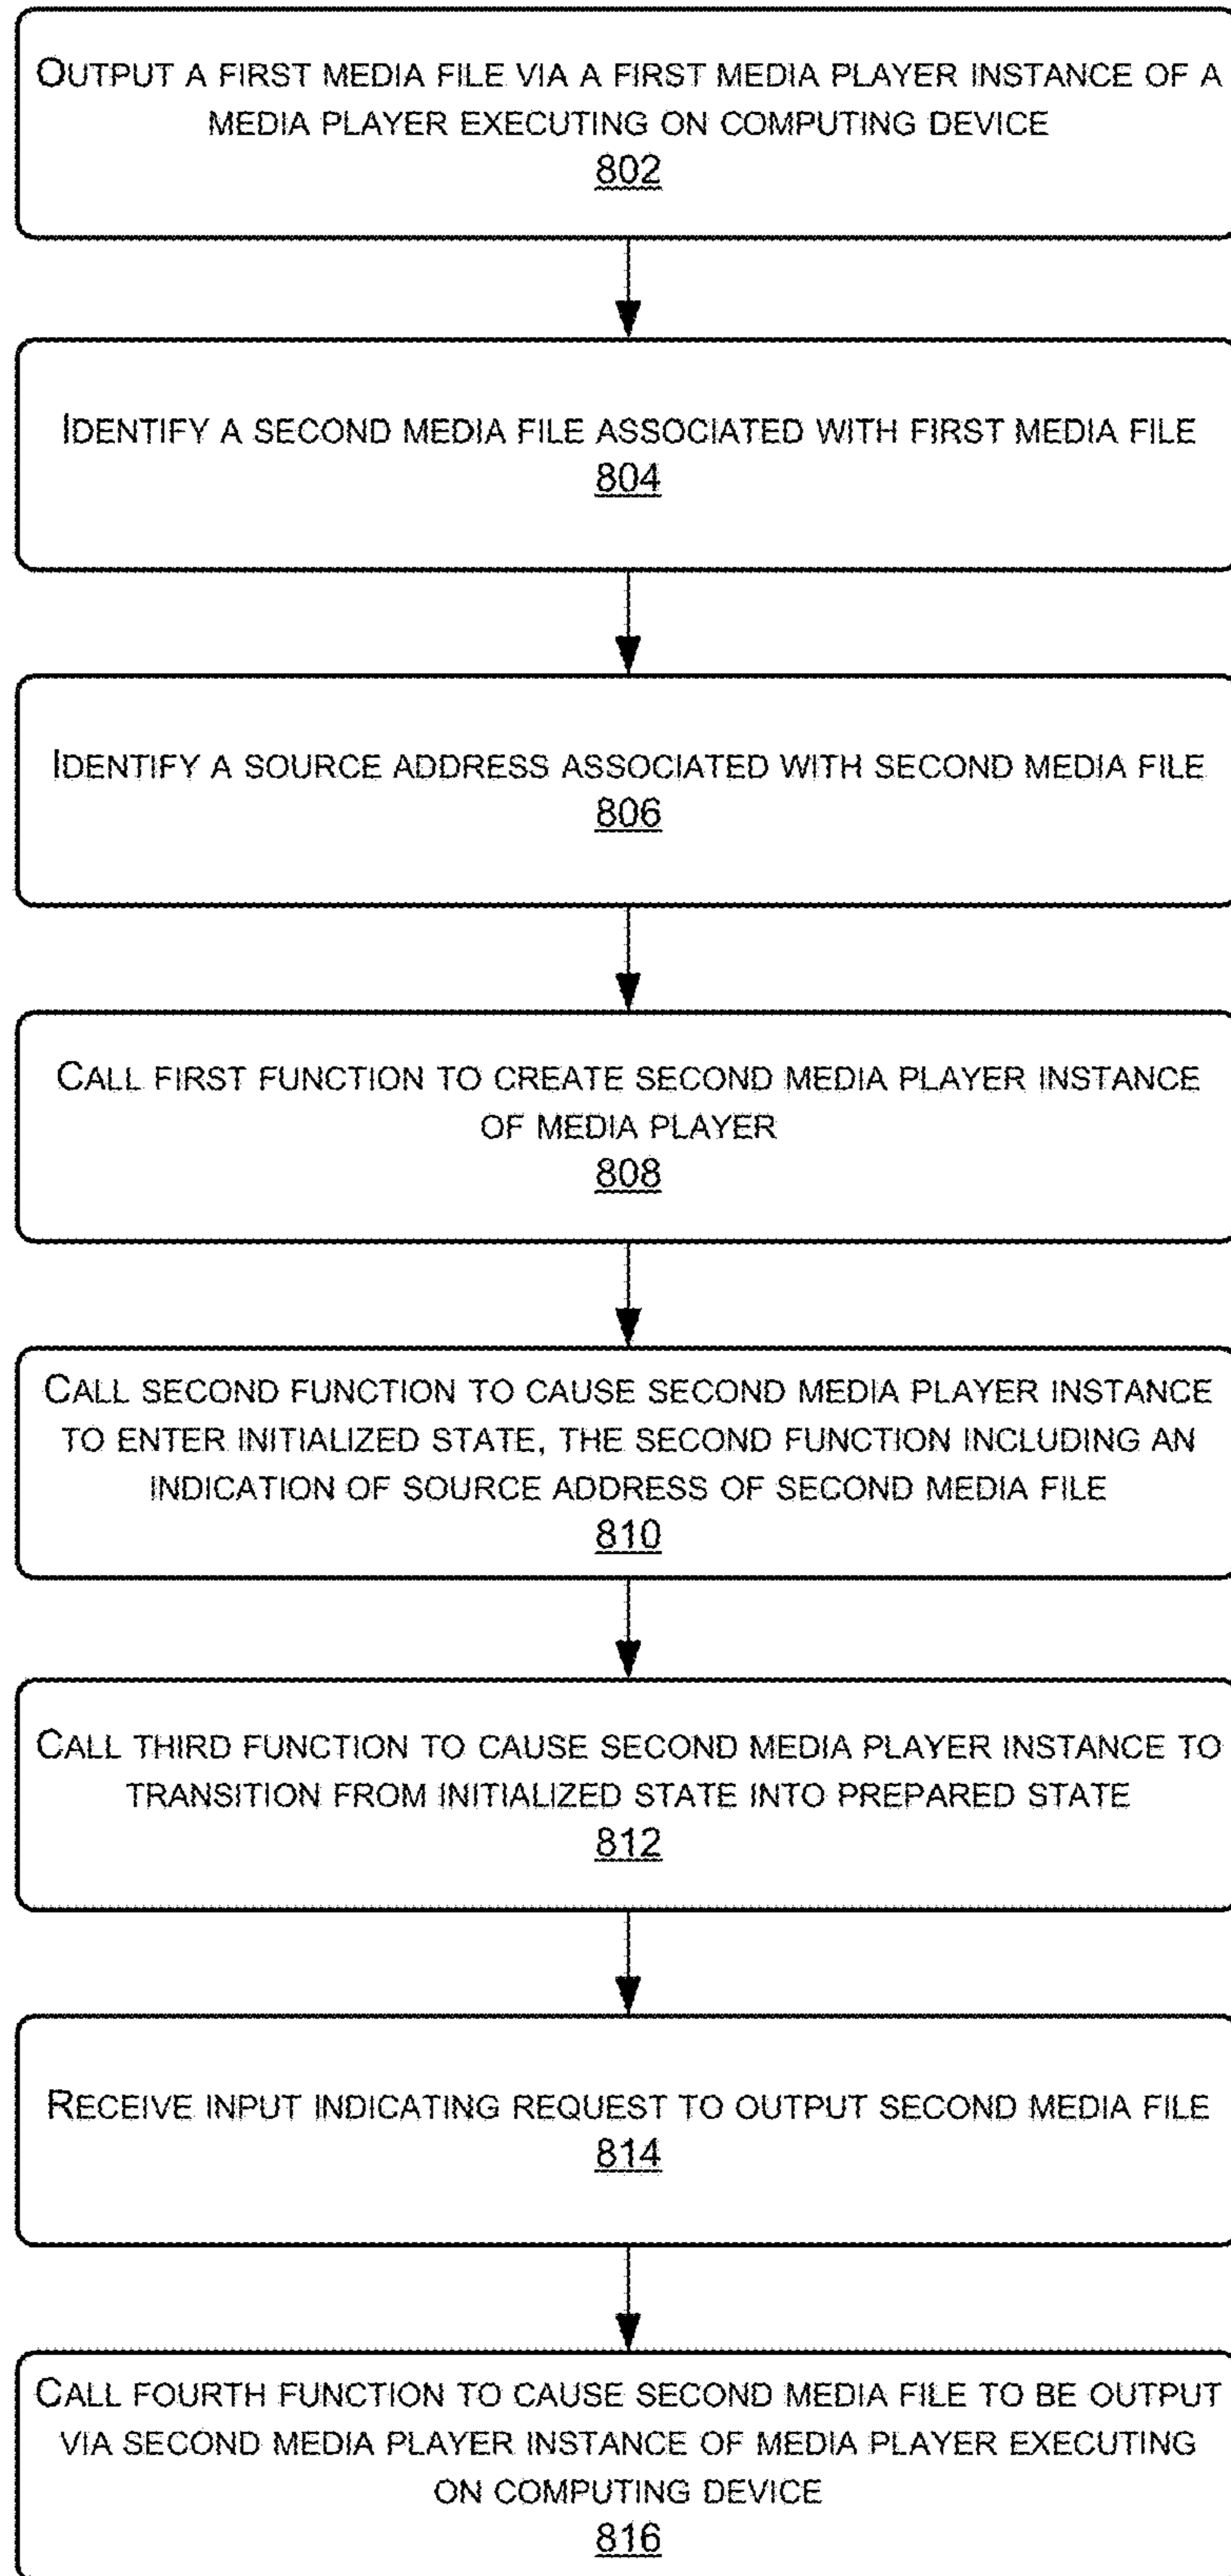 OUTPUT A FIRST MEDIA FILE VIA A FIRST MEDIA PLAYER INSTANCE OF A
MEDIA PLAYER EXECUTING ON COMPUTING DEVICE
802
IDENTIFY A SECOND MEDIA FILE ASSOCIATED WITH FIRST MEDIA FILE
804
IDENTIFY A SOURCE ADDRESS ASSOCIATED WITH SECOND MEDIA FILE
806
CALL FIRST FUNCTION TO CREATE SECOND MEDIA PLAYER INSTANCE
OF MEDIA PLAYER
808
CALL SECOND FUNCTION TO CAUSE SECOND MEDIA PLAYER INSTANCE
TO ENTER INITIALIZED STATE, THE SECOND FUNCTION INCLUDING AN
INDICATION OF SOURCE ADDRESS OF SECOND MEDIA FILE
810
CALL THIRD FUNCTION TO CAUSE SECOND MEDIA PLAYER INSTANCE TO
TRANSITION FROM INITIALIZED STATE INTO PREPARED STATE
812
RECEIVE INPUT INDICATING REQUEST TO OUTPUT SECOND MEDIA FILE
814
CALL FOURTH FUNCTION TO CAUSE SECOND MEDIA FILE TO BE OUTPUT
VIA SECOND MEDIA PLAYER INSTANCE OF MEDIA PLAYER EXECUTING
ON COMPUTING DEVICE
816